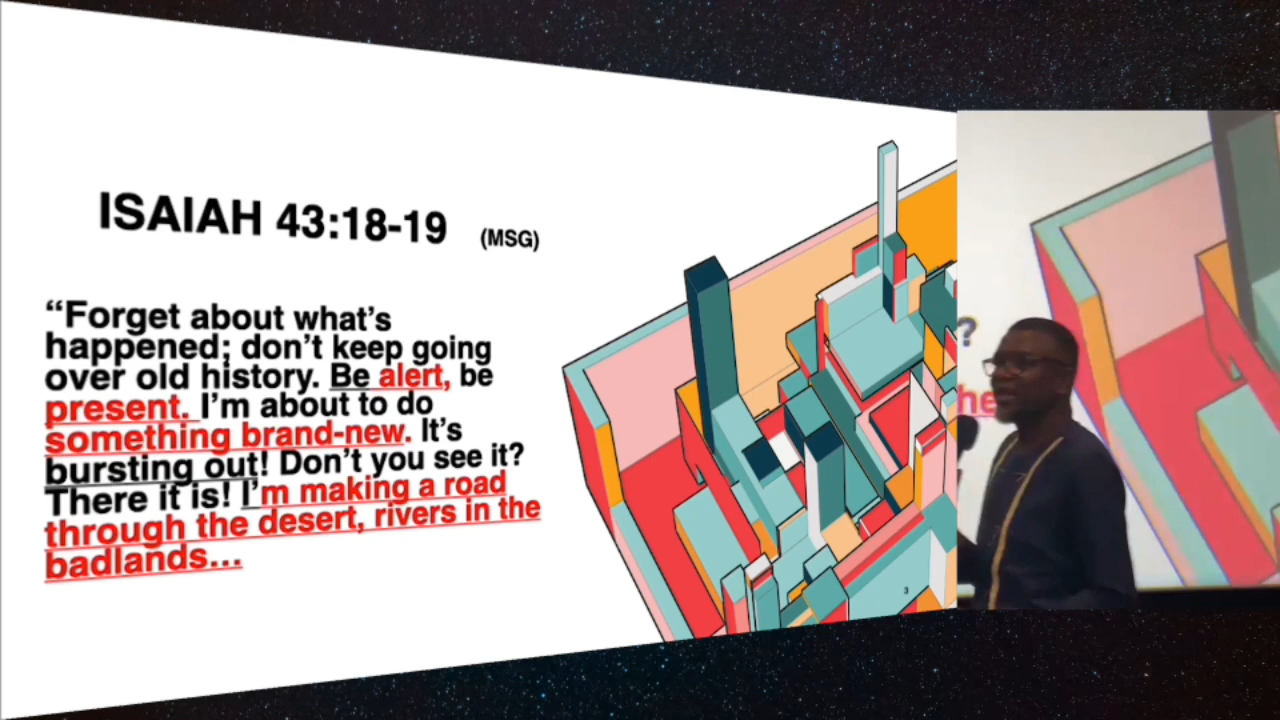 ISAIAH 43:18-19 (MSG)
“Forget about what’s
happened; don’t keep going
over old history. Be alert, be
present. I’m about to do
something brand-new. It’s
bursting out! Don’t you see it?
There it is! I’m making a road
through the desert, rivers in the
badlands...
3
?
he